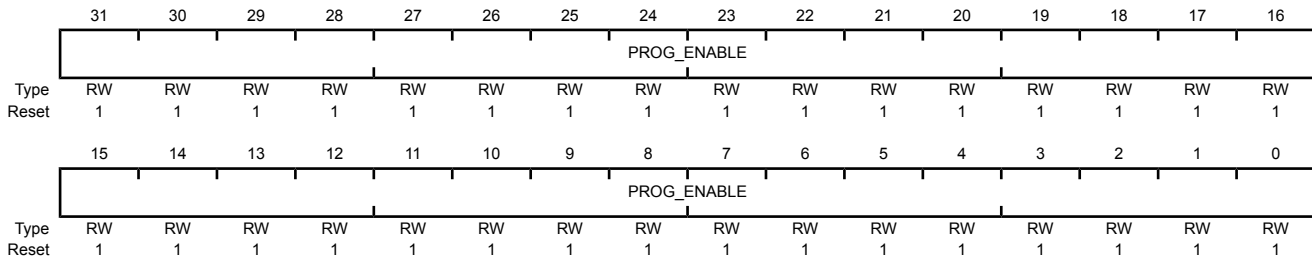 31 30 29 28 27 26 25 24 23 22 21 20 19 18 17 16
PROG_ENABLE
Type RW RW RW RW RW RW RW RW RW RW RW RW RW RW RW RW
Reset 1 1 1 1 1 1 1 1 1 1 1 1 1 1 1 1
15 14 13 12 11 10 9 8 7 6 5 4 3 2 1 0
PROG_ENABLE
Type RW RW RW RW RW RW RW RW RW RW RW RW RW RW RW RW
Reset 1 1 1 1 1 1 1 1 1 1 1 1 1 1 1 1